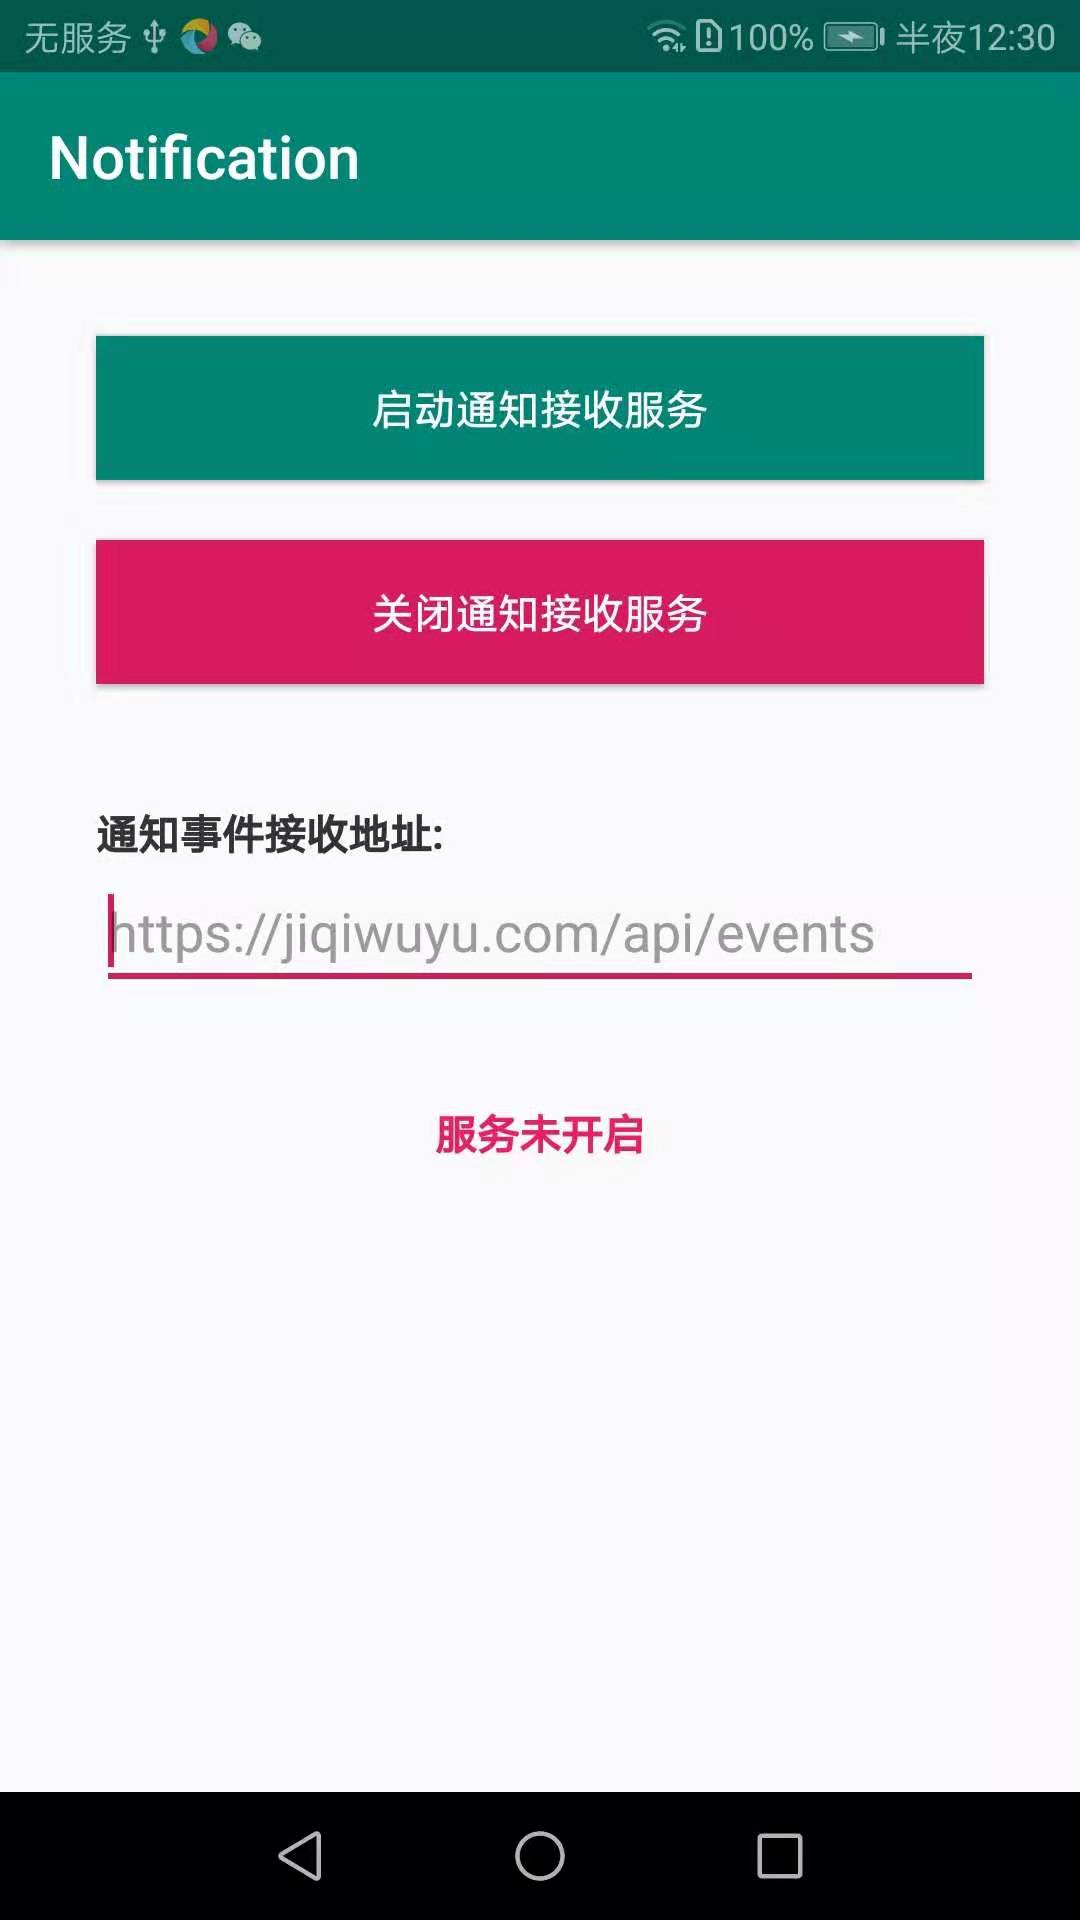 无服务 100% 半夜12:30
Notification
启动通知接收服务
关闭通知接收服务
通知事件接收地址:
https://jiqiwuyu.com/api/events
服务未开启